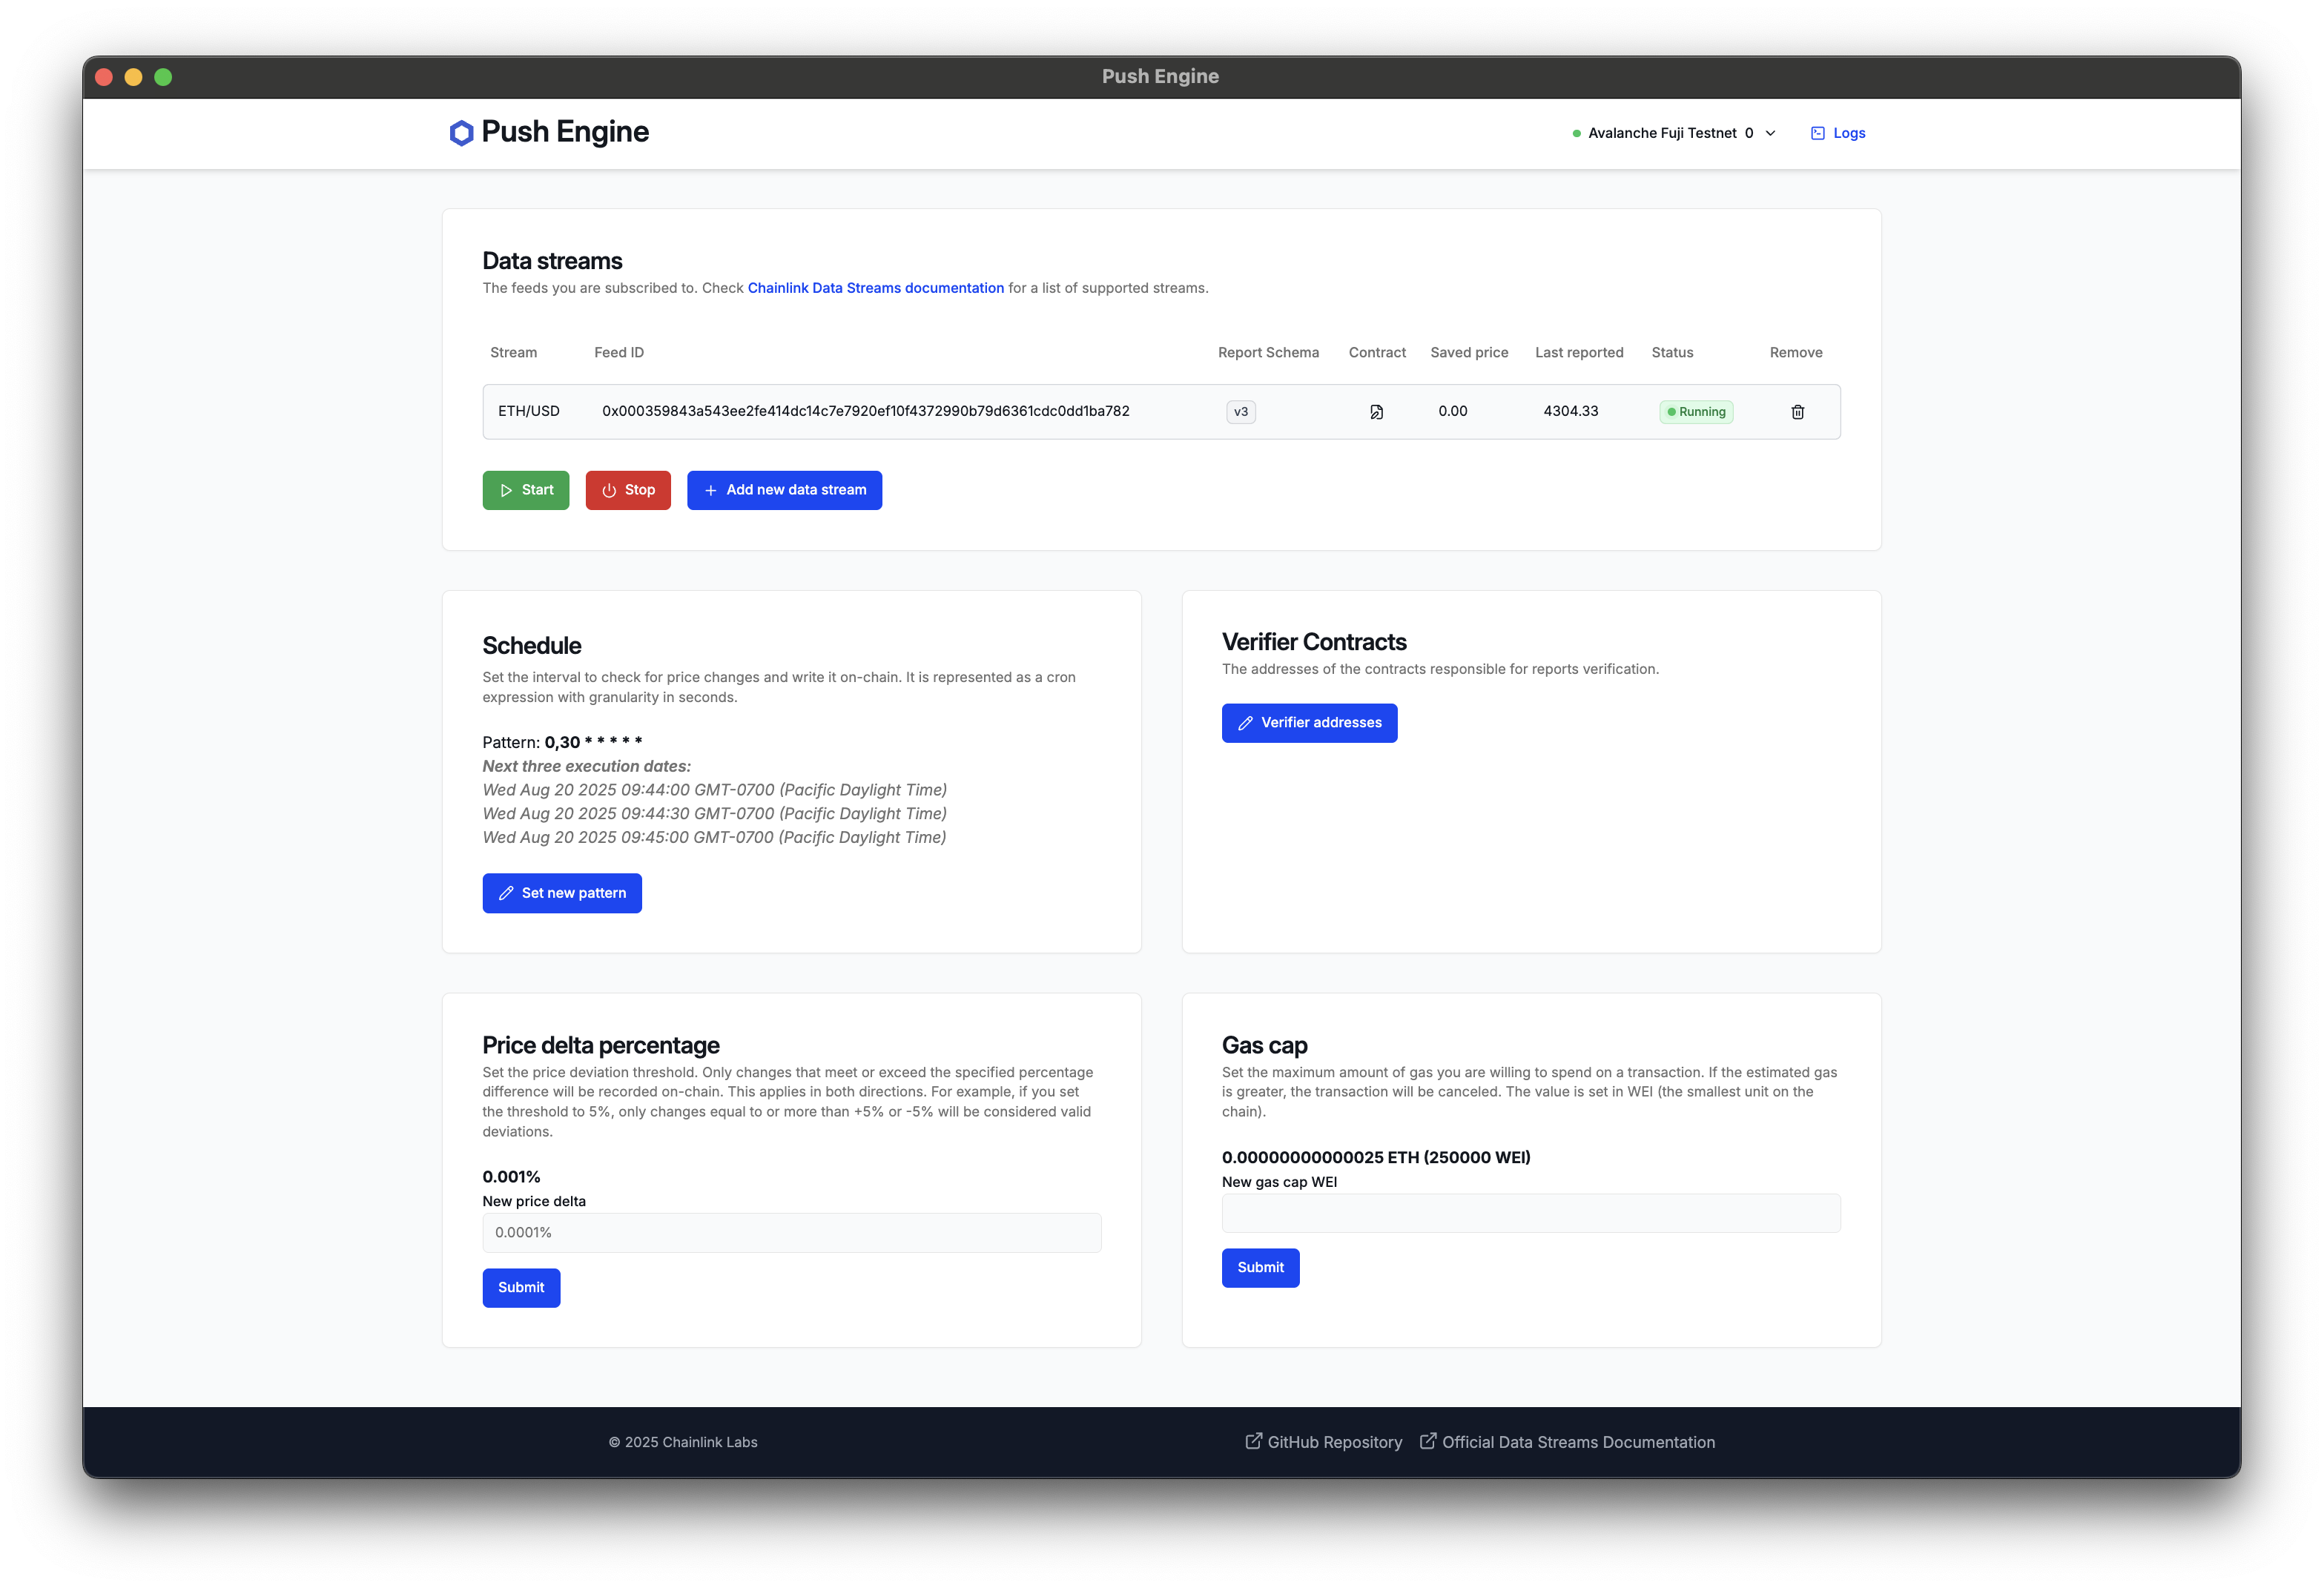 Push Engine
Push Engine
Avalanche Fuji Testnet 0
Logs
Data streams
The feeds you are subscribed to. Check Chainlink Data Streams documentation for a list of supported streams.
Stream Feed ID Report Schema Contract Saved price Last reported Status Remove
ETH/USD 0x000359843a543ee2fe414dc14c7e7920ef10f4372990b79d6361cdc0dd1ba782 v3 0.00 4304.33 Running
Start Stop Add new data stream
Schedule
Set the interval to check for price changes and write it on-chain. It is represented as a cron
expression with granularity in seconds.
Pattern: 0,30 * * * * *
Next three execution dates:
Wed Aug 20 2025 09:44:00 GMT-0700 (Pacific Daylight Time)
Wed Aug 20 2025 09:44:30 GMT-0700 (Pacific Daylight Time)
Wed Aug 20 2025 09:45:00 GMT-0700 (Pacific Daylight Time)
Set new pattern
Verifier Contracts
The addresses of the contracts responsible for reports verification.
Verifier addresses
Price delta percentage
Set the price deviation threshold. Only changes that meet or exceed the specified percentage
difference will be recorded on-chain. This applies in both directions. For example, if you set
the threshold to 5%, only changes equal to or more than +5% or -5% will be considered valid
deviations.
0.001%
New price delta
0.0001%
Submit
Gas cap
Set the maximum amount of gas you are willing to spend on a transaction. If the estimated gas
is greater, the transaction will be canceled. The value is set in WEI (the smallest unit on the
chain).
0.00000000000025 ETH (250000 WEI)
New gas cap WEI
Submit
© 2025 Chainlink Labs
GitHub Repository
Official Data Streams Documentation